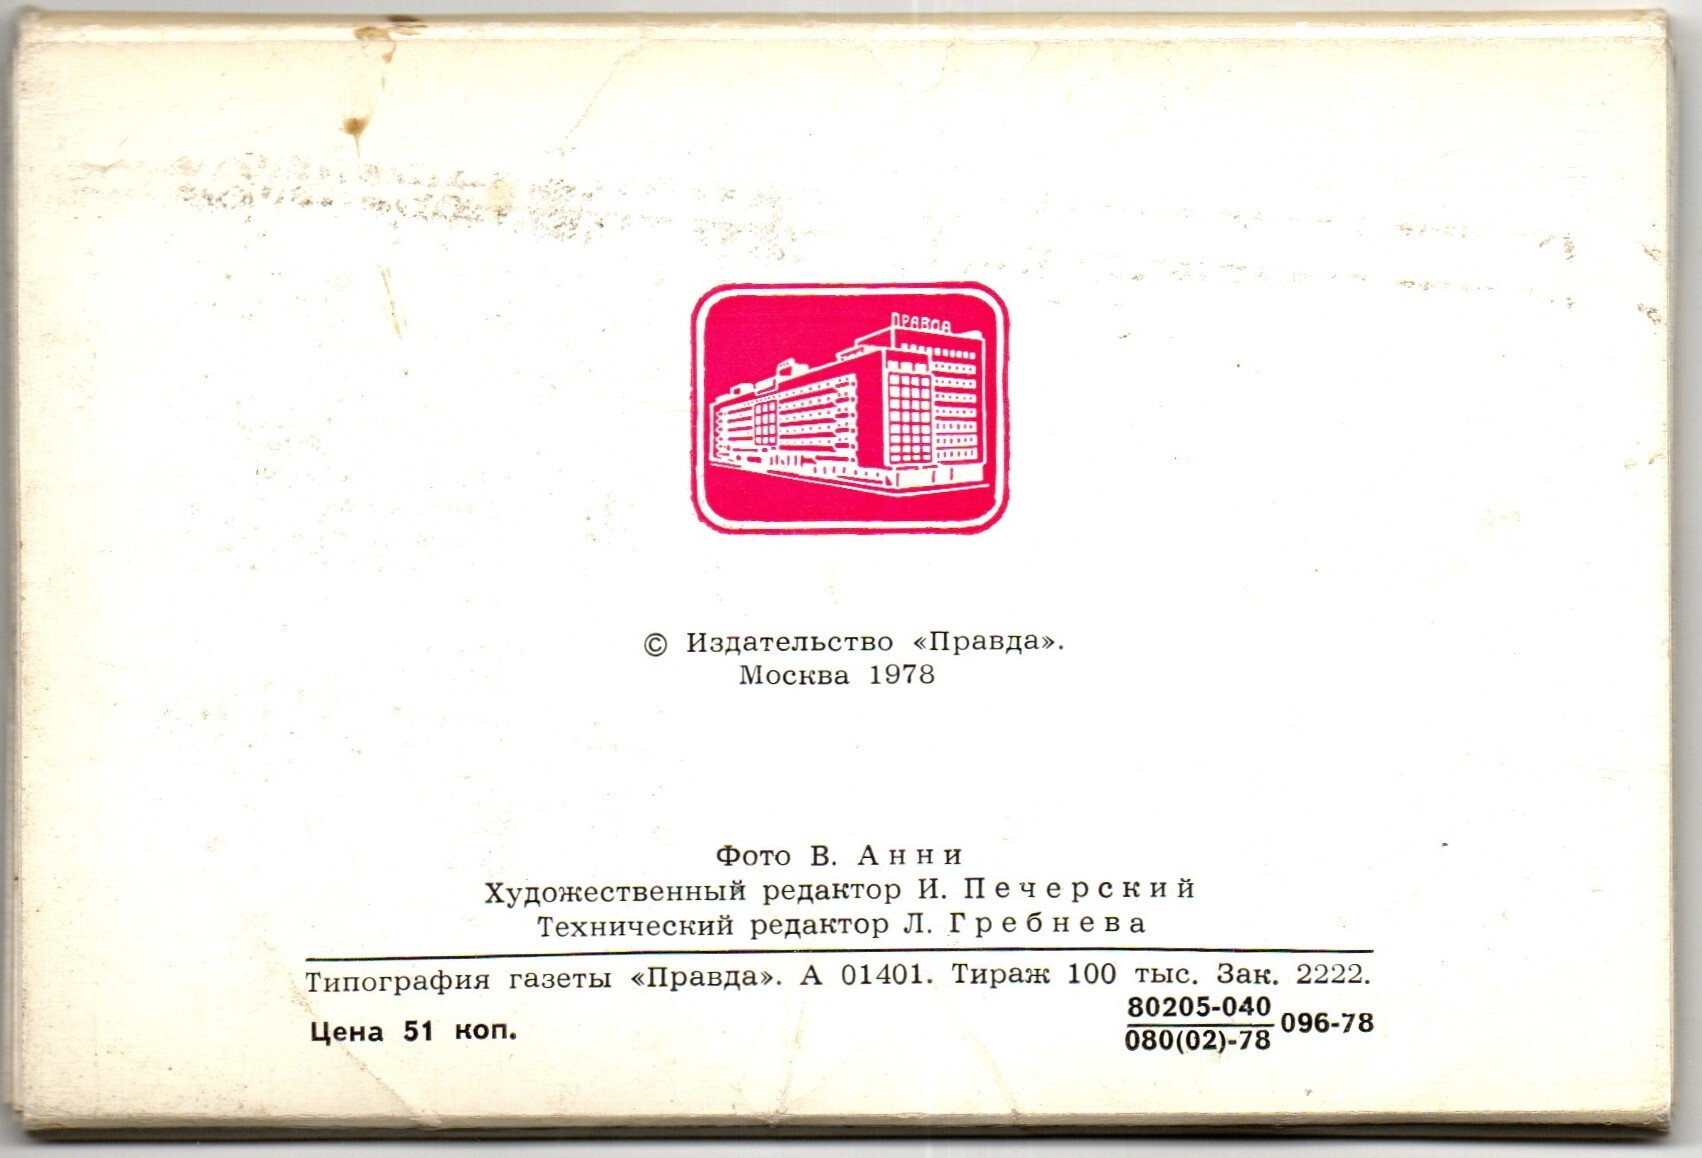 ПРАВДА
© Издательство «Правда».
Москва 1978
Фото В. Анни
Художественный редактор И. Печерский
Технический редактор Л. Гребнева
Типография газеты «Правда». А 01401. Тираж 100 тыс. Зак. 2222.
Цена 51 коп.
80205-040
080(02)-78
096-78